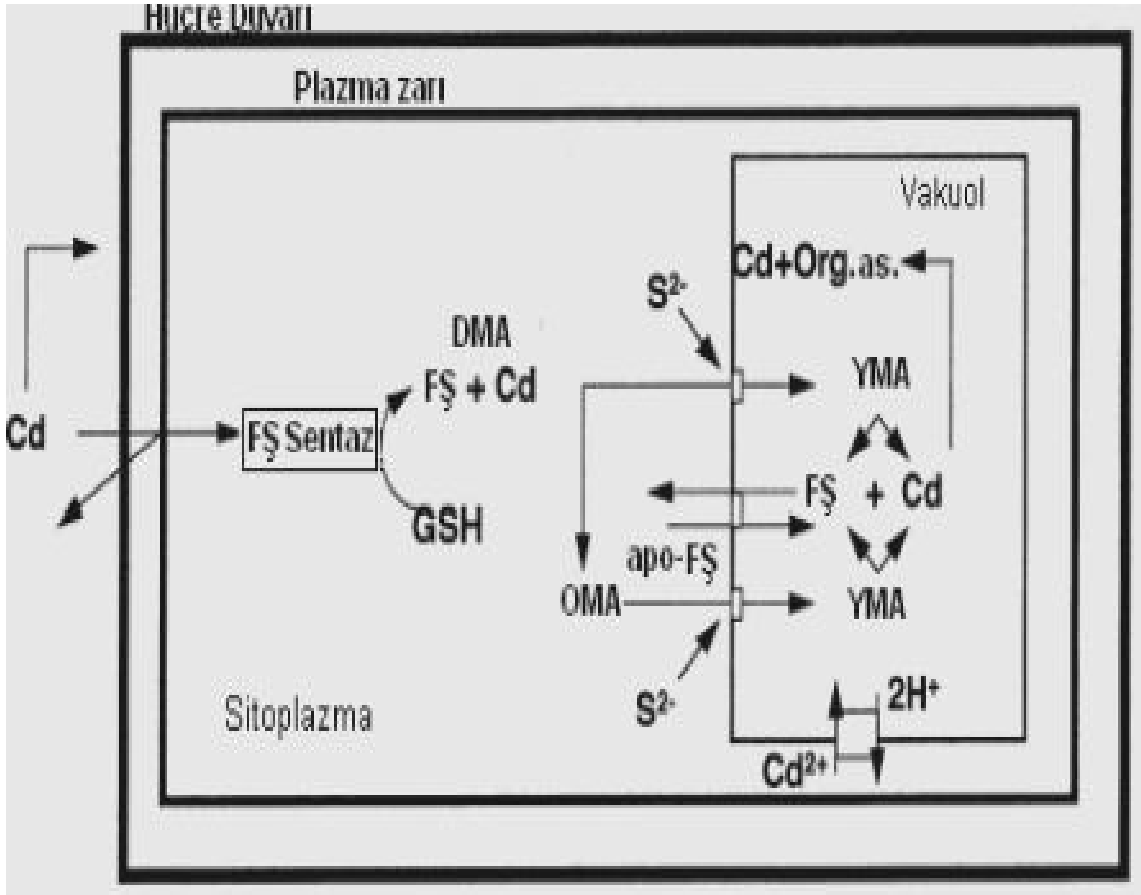 Hücre Duvarı
Plazma zarı
Vakuol
Cd+Org.as.
S²⁻
DMA
FŞ + Cd
YMA
Cd
FŞ Sentaz
FŞ + Cd
GSH
apo-FŞ
OMA
YMA
S²⁻
Sitoplazma
2H⁺
Cd²⁺